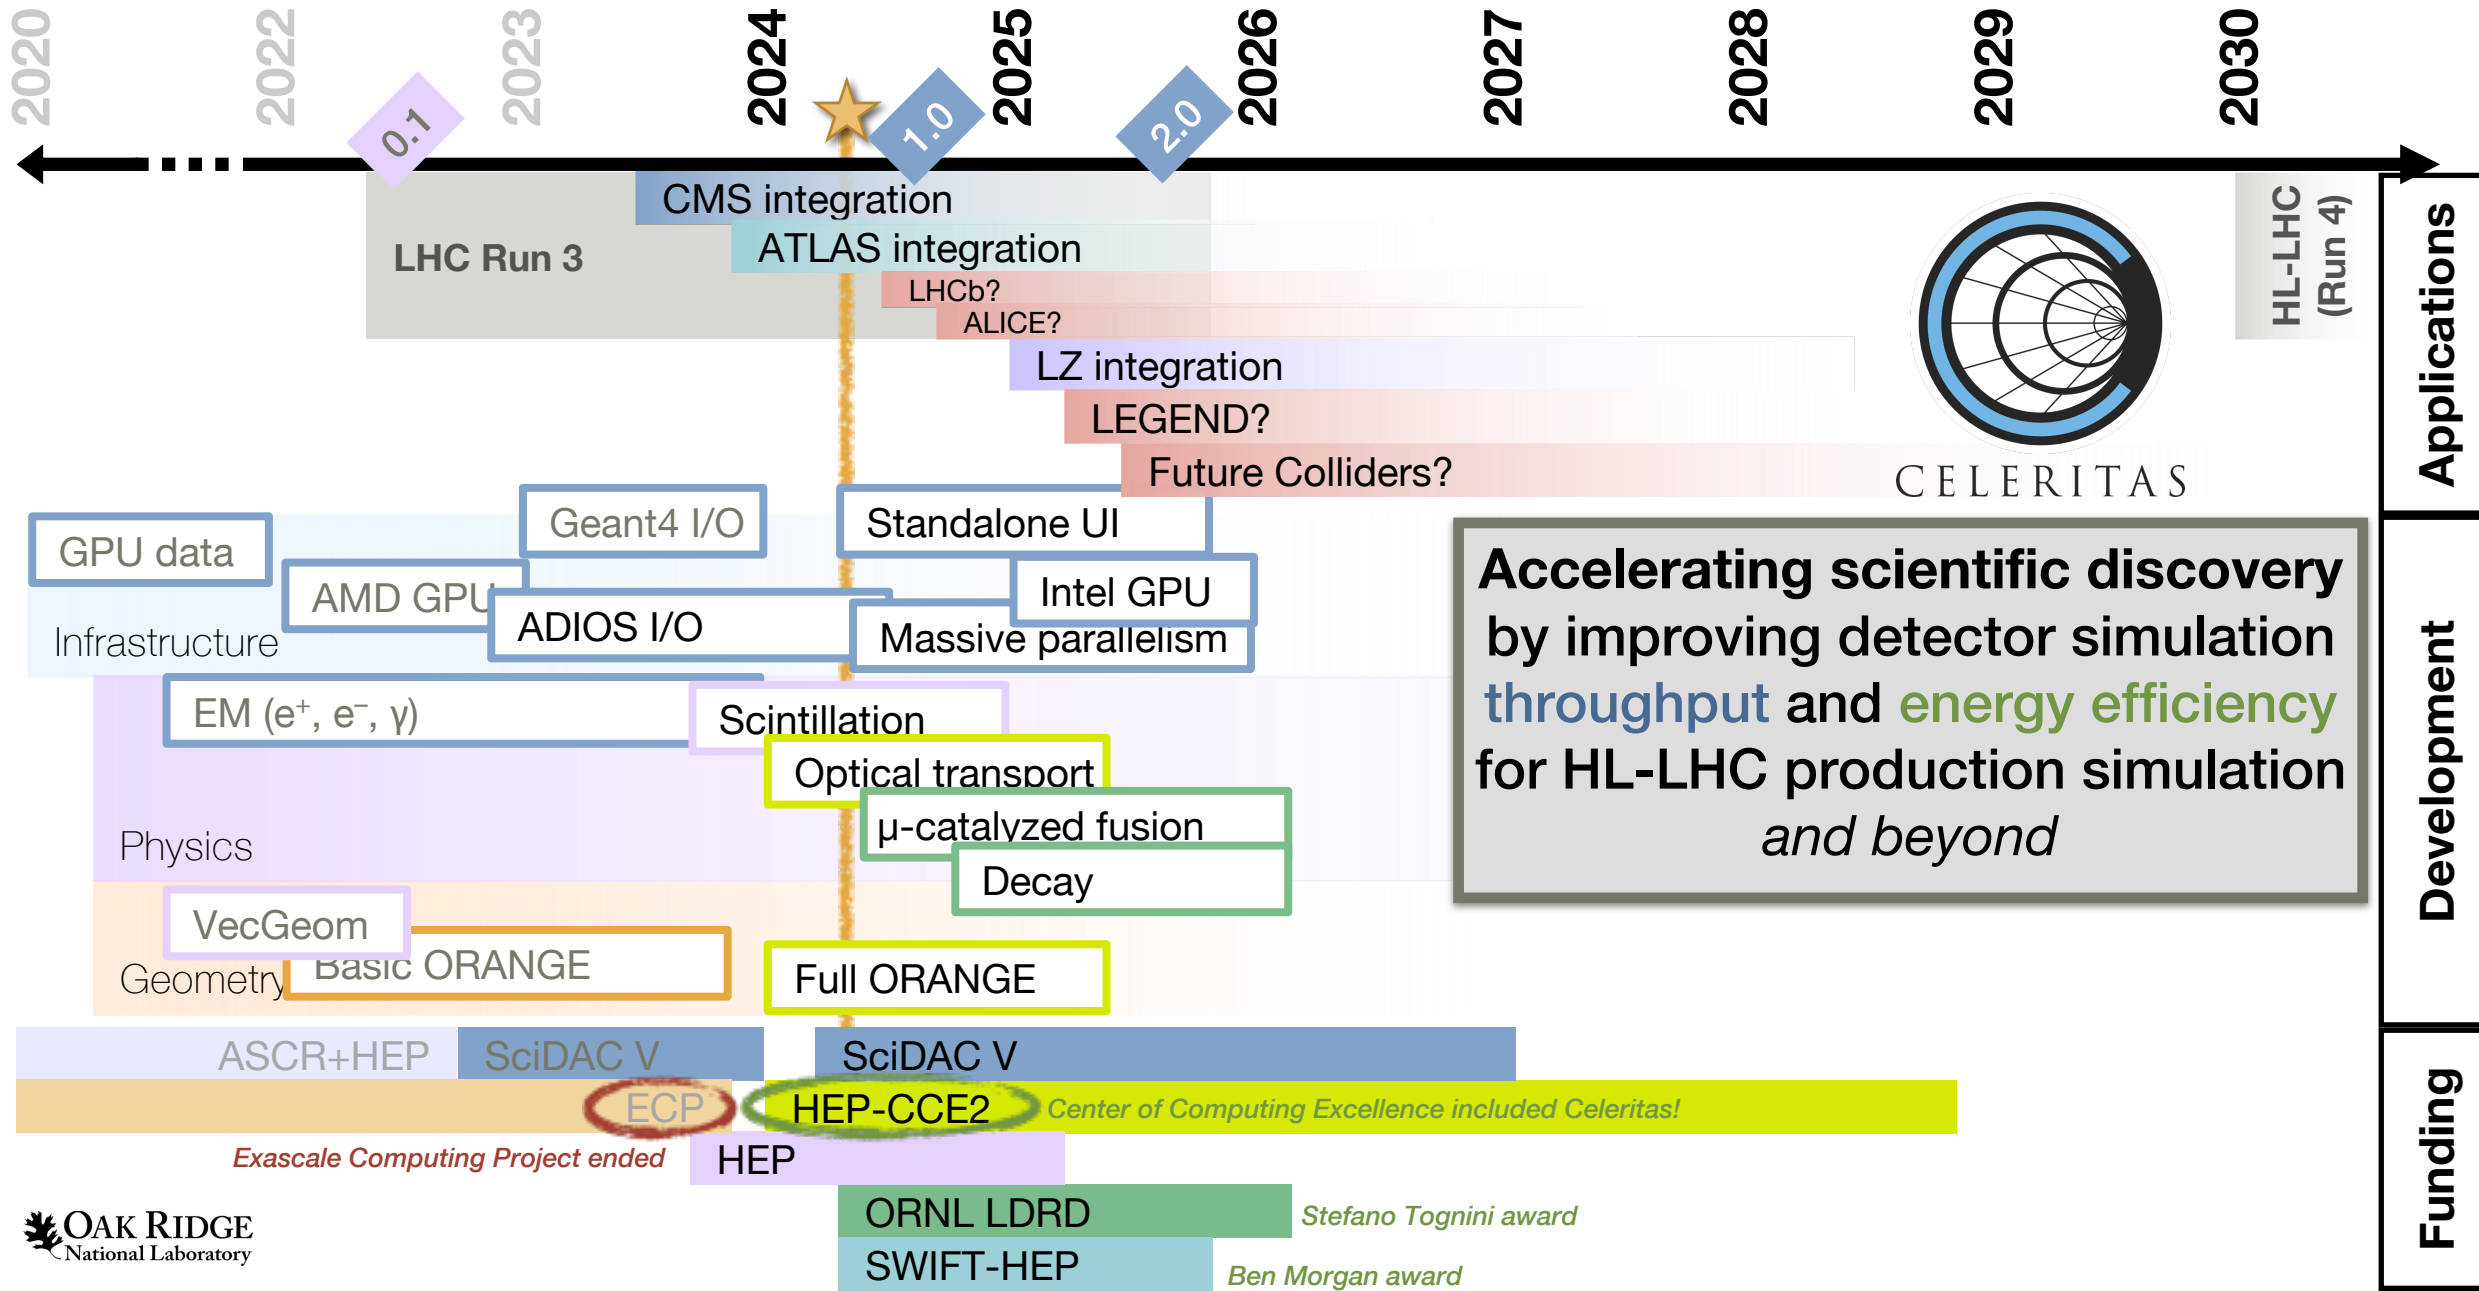 2020
2022
2023
2024
2025
2026
2027
2028
2029
2030
0.1
1.0
2.0
CMS integration
LHC Run 3
ATLAS integration
LHCb?
ALICE?
LZ integration
LEGEND?
Future Colliders?
HL-LHC
(Run 4)
CELERITAS
Applications
GPU data
Geant4 I/O
Standalone UI
AMD GPU
ADIOS I/O
Intel GPU
Massive parallelism
Infrastructure
EM (e⁺, e⁻, γ)
Scintillation
Optical transport
µ-catalyzed fusion
Decay
Physics
VecGeom
Basic ORANGE
Full ORANGE
Geometry
Accelerating scientific discovery
by improving detector simulation
throughput and energy efficiency
for HL-LHC production simulation
and beyond
Development
ASCR+HEP
SciDAC V
SciDAC V
ECP
HEP-CCE2
Center of Computing Excellence included Celeritas!
Exascale Computing Project ended
HEP
ORNL LDRD
Stefano Tognini award
SWIFT-HEP
Ben Morgan award
Funding
OAK RIDGE
National Laboratory